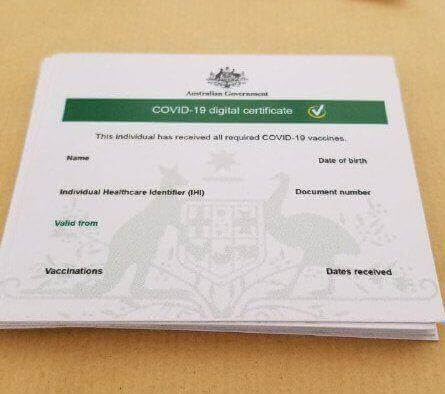 Australian Government
COVID-19 digital certificate
This individual has received all required COVID-19 vaccines.
Name Date of birth
Individual Healthcare Identifier (IHI) Document number
Valid from
Vaccinations Dates received